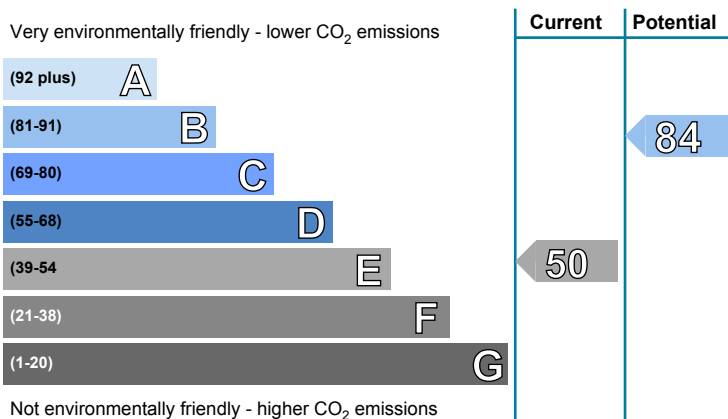 Current Potential
Very environmentally friendly - lower CO2 emissions
(92 plus) A
(81-91) B
84
(69-80) C
(55-68) D
(39-54 E
50
(21-38) F
(1-20) G
Not environmentally friendly - higher CO2 emissions